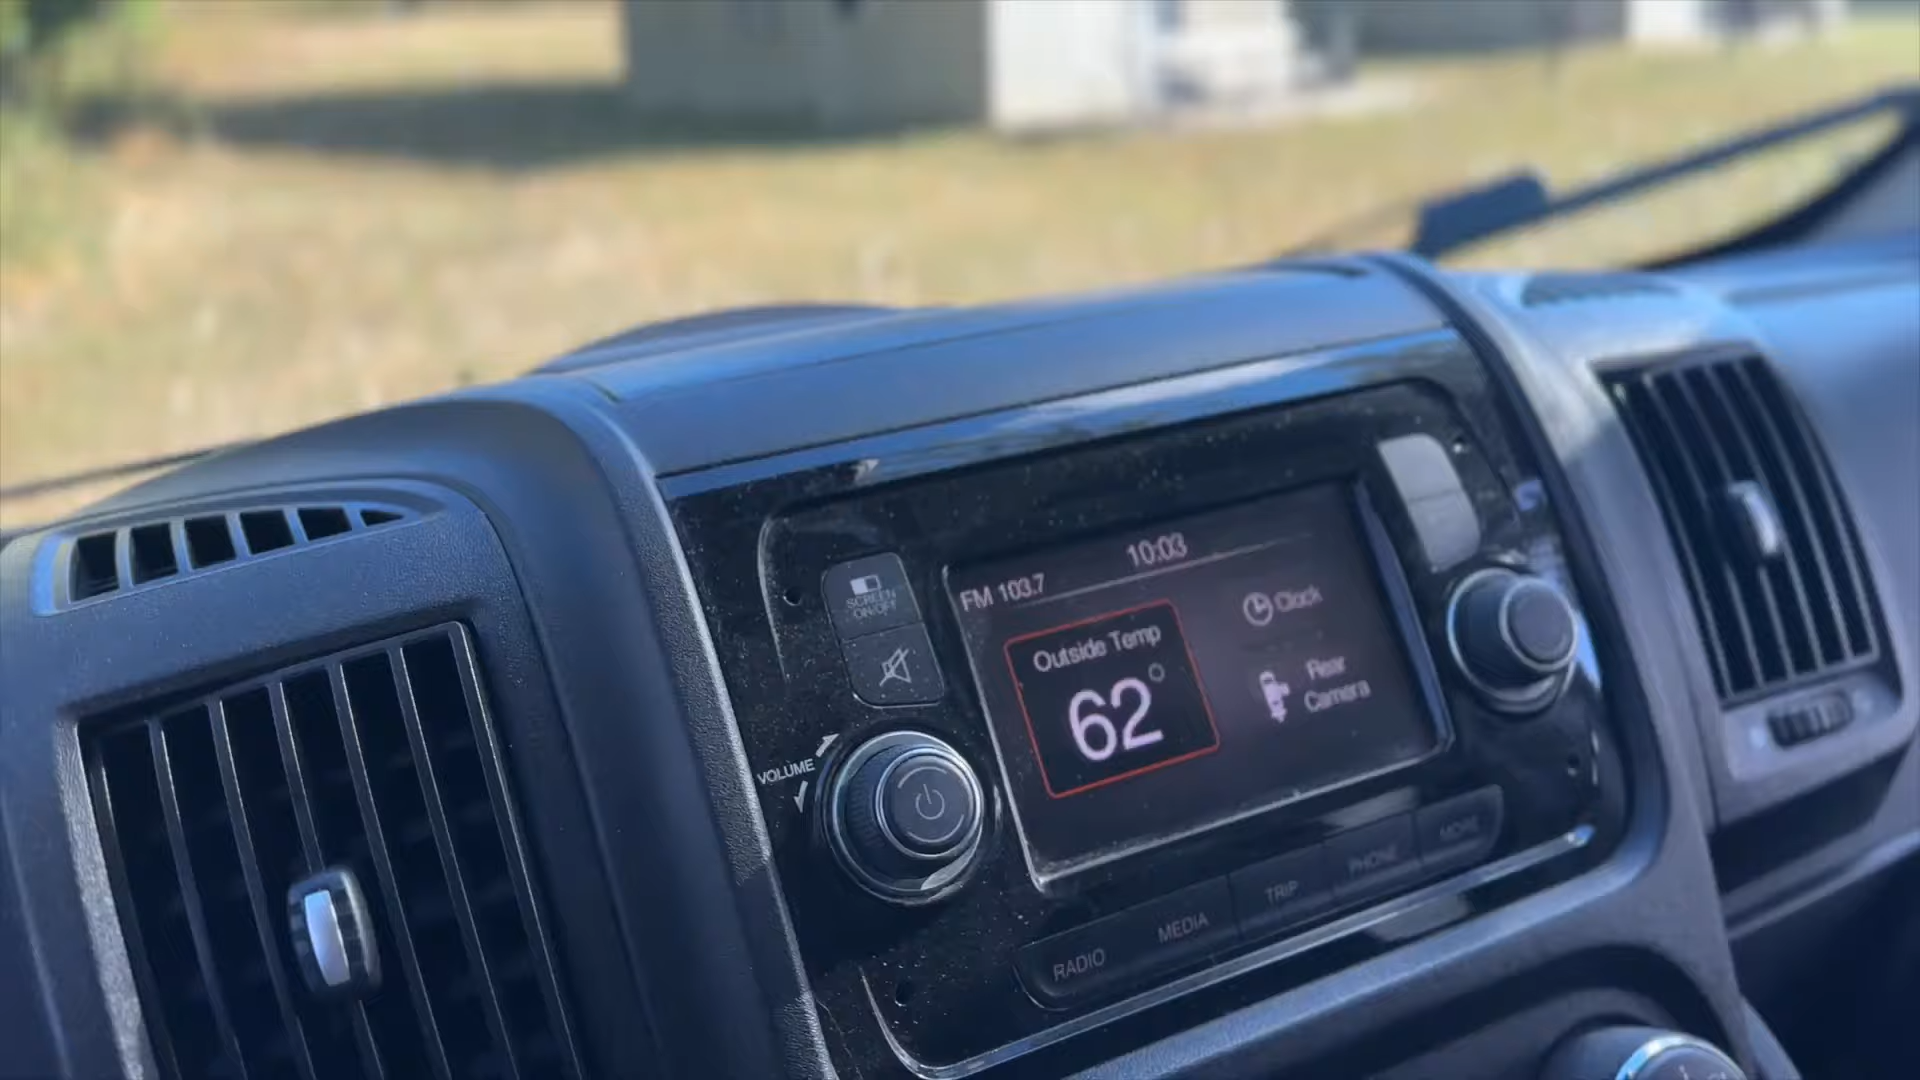 10:03
FM 103.7
SCREEN
ON/OFF
Outside Temp
62°
Clock
Rear
Camera
VOLUME
RADIO
MEDIA
TRIP
PHONE
MORE